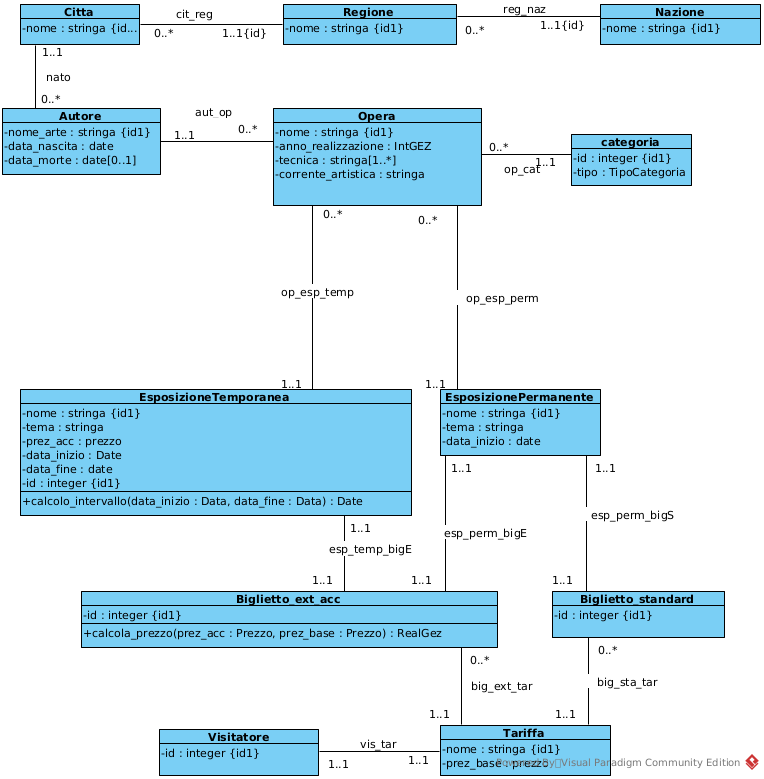 Citta
-nome : stringa {id...
cit_reg
0..*
1..1{id}
Regione
-nome : stringa {id1}
reg_naz
0..*
1..1{id}
Nazione
-nome : stringa {id1}
1..1
nato
0..*
Autore
-nome_arte : stringa {id1}
-data_nascita : date
-data_morte : date[0..1]
aut_op
1..1
0..*
Opera
-nome : stringa {id1}
-anno_realizzazione : IntGEZ
-tecnica : stringa[1..*]
-corrente_artistica : stringa
0..*
op_cat
1..1
categoria
-id : integer {id1}
-tipo : TipoCategoria
0..*
0..*
op_esp_temp
op_esp_perm
1..1
1..1
EsposizioneTemporanea
-nome : stringa {id1}
-tema : stringa
-prez_acc : prezzo
-data_inizio : Date
-data_fine : date
-id : integer {id1}
+calcolo_intervallo(data_inizio : Data, data_fine : Data) : Date
EsposizionePermanente
-nome : stringa {id1}
-tema : stringa
-data_inizio : date
1..1
1..1
1..1
esp_temp_bigE
esp_perm_bigE
esp_perm_bigS
1..1
1..1
1..1
Biglietto_ext_acc
-id : integer {id1}
+calcola_prezzo(prez_acc : Prezzo, prez_base : Prezzo) : RealGez
Biglietto_standard
-id : integer {id1}
0..*
0..*
big_ext_tar
big_sta_tar
1..1
1..1
Visitatore
-id : integer {id1}
vis_tar
1..1
1..1
Tariffa
-nome : stringa {id1}
-prez_base : prezzo
Powered By Visual Paradigm Community Edition